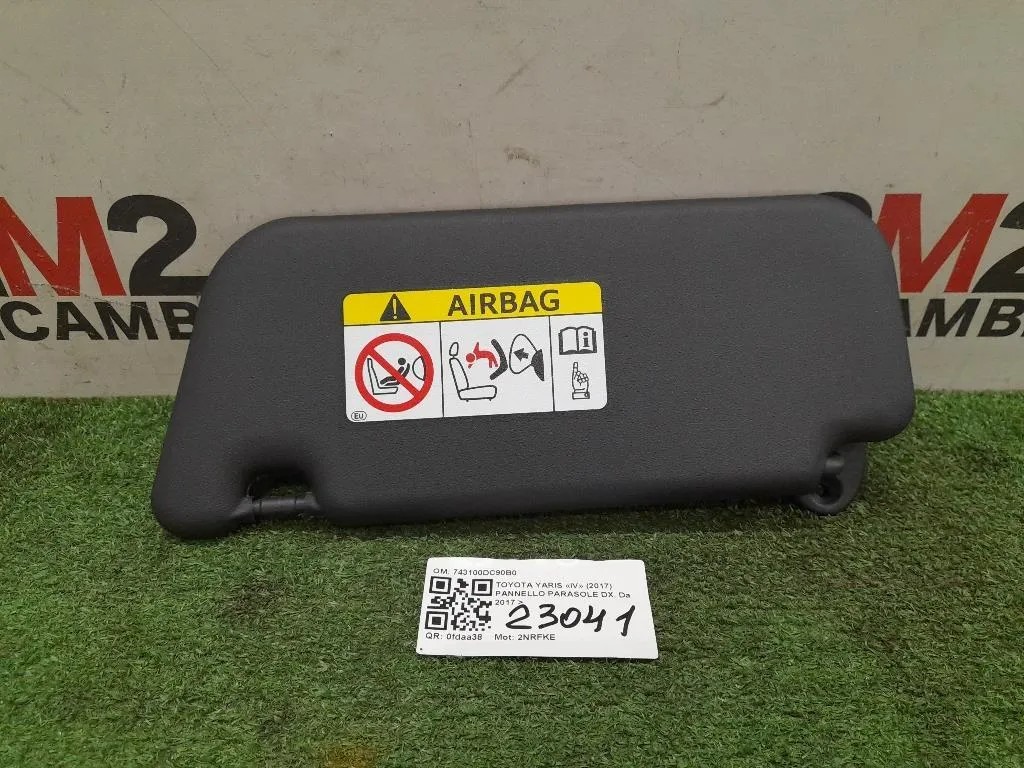 M2
ICAMB
M2
CAMB
AIRBAG
EU
OM: 743100DC90B0
TOYOTA YARIS «IV» (2017)
PANNELLO PARASOLE DX. Da
2017 >
23041
QR: 0fdaa38 Mot: 2NRFKE